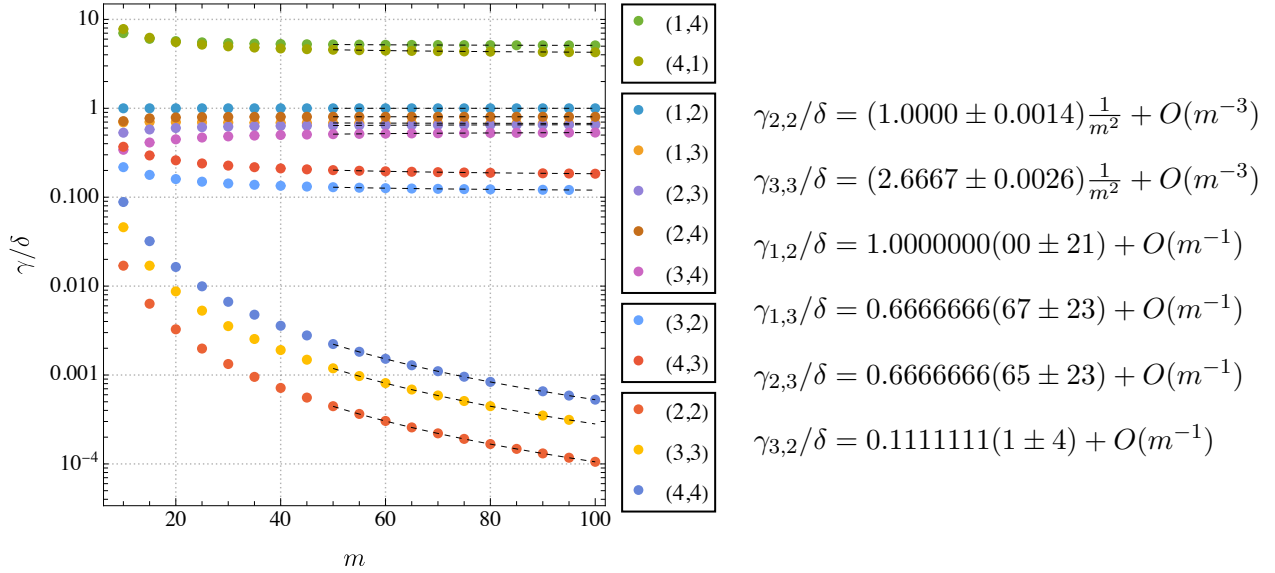 10
1
0.100
0.010
0.001
10⁻⁴
γ/δ
20
40
60
80
100
m
(1,4)
(4,1)
(1,2)
(1,3)
(2,3)
(2,4)
(3,4)
(3,2)
(4,3)
(2,2)
(3,3)
(4,4)
γ_{2,2}/δ = (1.0000 ± 0.0014) \frac{1}{m²} + O(m⁻³)
γ_{3,3}/δ = (2.6667 ± 0.0026) \frac{1}{m²} + O(m⁻³)
γ_{1,2}/δ = 1.0000000(00 ± 21) + O(m⁻¹)
γ_{1,3}/δ = 0.6666666(67 ± 23) + O(m⁻¹)
γ_{2,3}/δ = 0.6666666(65 ± 23) + O(m⁻¹)
γ_{3,2}/δ = 0.1111111(1 ± 4) + O(m⁻¹)